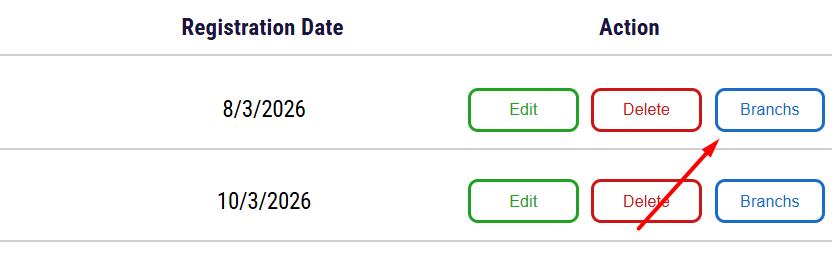 Registration Date Action
8/3/2026 Edit Delete Branchs
10/3/2026 Edit Delete Branchs